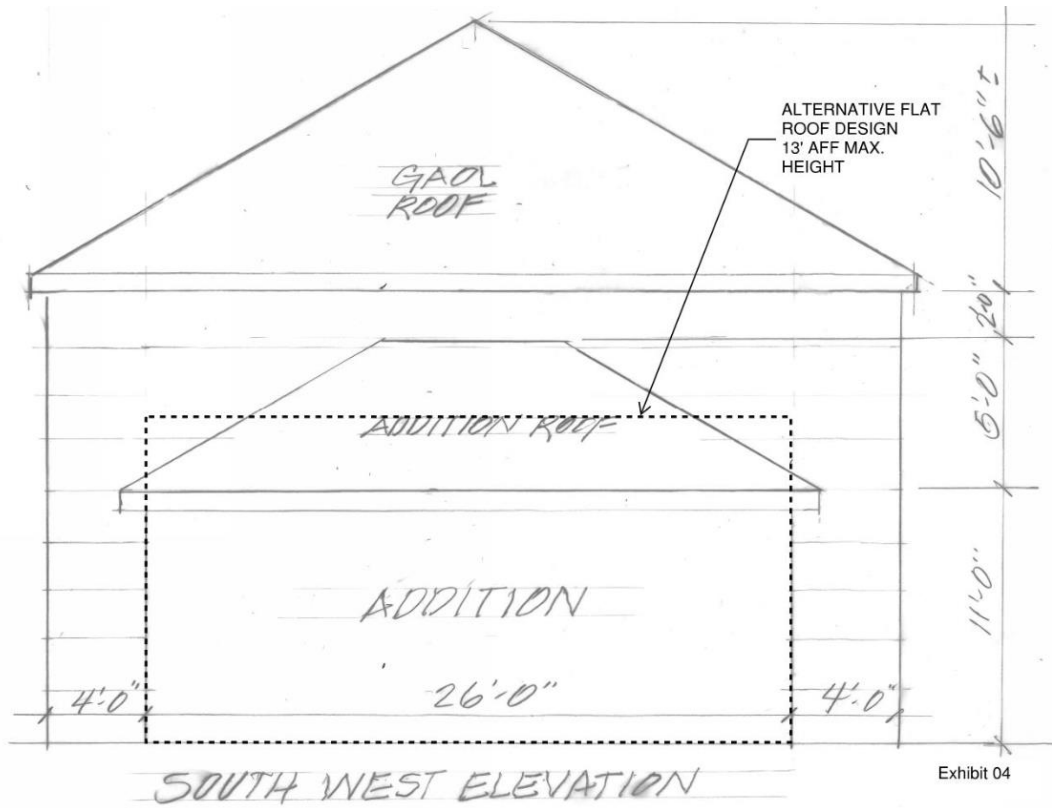 ALTERNATIVE FLAT
ROOF DESIGN
13' AFF MAX.
HEIGHT
GAOL
ROOF
10'-6" ±
2'0"
ADDITION ROOF
5'-0"
ADDITION
11'-0"
4'-0"
26'-0"
4'-0"
SOUTH WEST ELEVATION
Exhibit 04